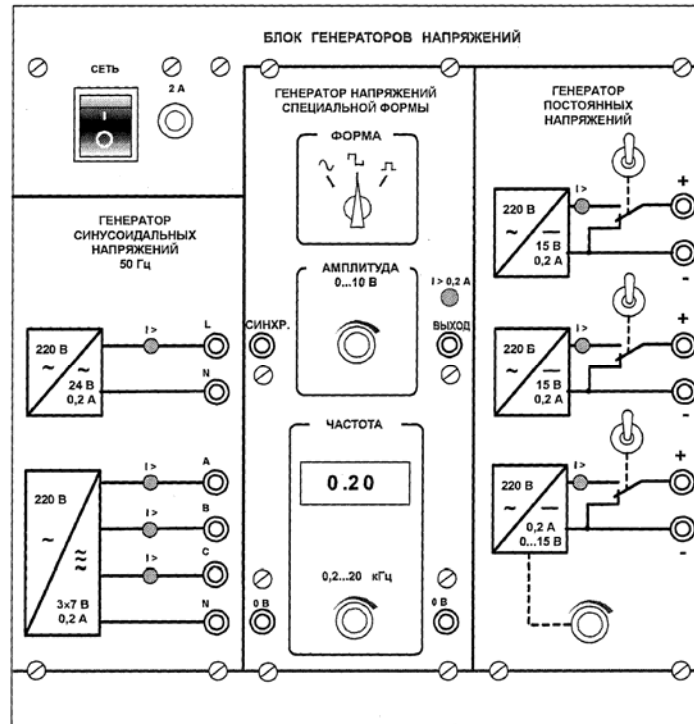 БЛОК ГЕНЕРАТОРОВ НАПРЯЖЕНИЙ
СЕТЬ
2 А
I
ГЕНЕРАТОР
СИНУСОИДАЛЬНЫХ
НАПРЯЖЕНИЙ
50 Гц
220 В
~
~
24 В
0,2 А
I >
L
N
220 В
~
≈
3х7 В
0,2 А
I >
A
I >
B
I >
C
N
ГЕНЕРАТОР НАПРЯЖЕНИЙ
СПЕЦИАЛЬНОЙ ФОРМЫ
ФОРМА
АМПЛИТУДА
0...10 В
I > 0,2 А
СИНХР.
ВЫХОД
ЧАСТОТА
0.20
0,2...20 кГц
0 В
0 В
ГЕНЕРАТОР
ПОСТОЯННЫХ
НАПРЯЖЕНИЙ
220 В
~
15 В
0,2 А
I >
+
-
220 Б
~
15 В
0,2 А
I >
+
-
220 В
~
0,2 А
0...15 В
I >
+
-